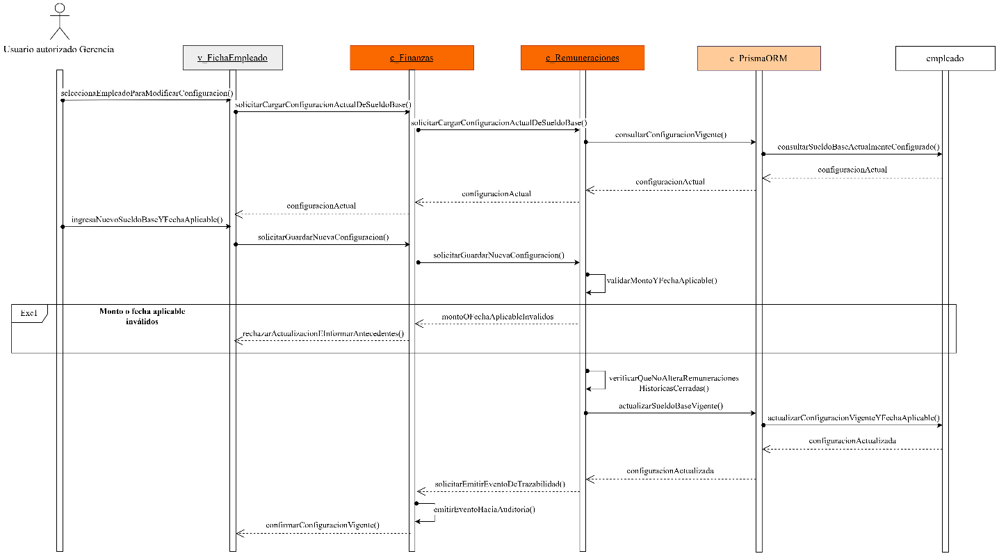 Usuario autorizado Gerencia
v_FichaEmpleado
c_Finanzas
c_Remuneraciones
c_PrismaORM
empleado
seleccionaEmpleadoParaModificarConfiguracion()
solicitarCargarConfiguracionActualDeSueldoBase()
solicitarCargarConfiguracionActualDeSueldoBase()
consultarConfiguracionVigente()
consultarSueldoBaseActualmenteConfigurado()
configuracionActual
configuracionActual
configuracionActual
configuracionActual
ingresaNuevoSueldoBaseYFechaAplicable()
solicitarGuardarNuevaConfiguracion()
solicitarGuardarNuevaConfiguracion()
validarMontoYFechaAplicable()
Exc1
Monto o fecha aplicable
inválidos
montoOFechaAplicableInvalidos
rechazarActualizacionEInformarAntecedentes()
verificarQueNoAlteraRemuneraciones
HistoricasCerradas()
actualizarSueldoBaseVigente()
actualizarConfiguracionVigenteYFechaAplicable()
configuracionActualizada
configuracionActualizada
solicitarEmitirEventoDeTrazabilidad()
emitirEventoHaciaAuditoria()
confirmarConfiguracionVigente()